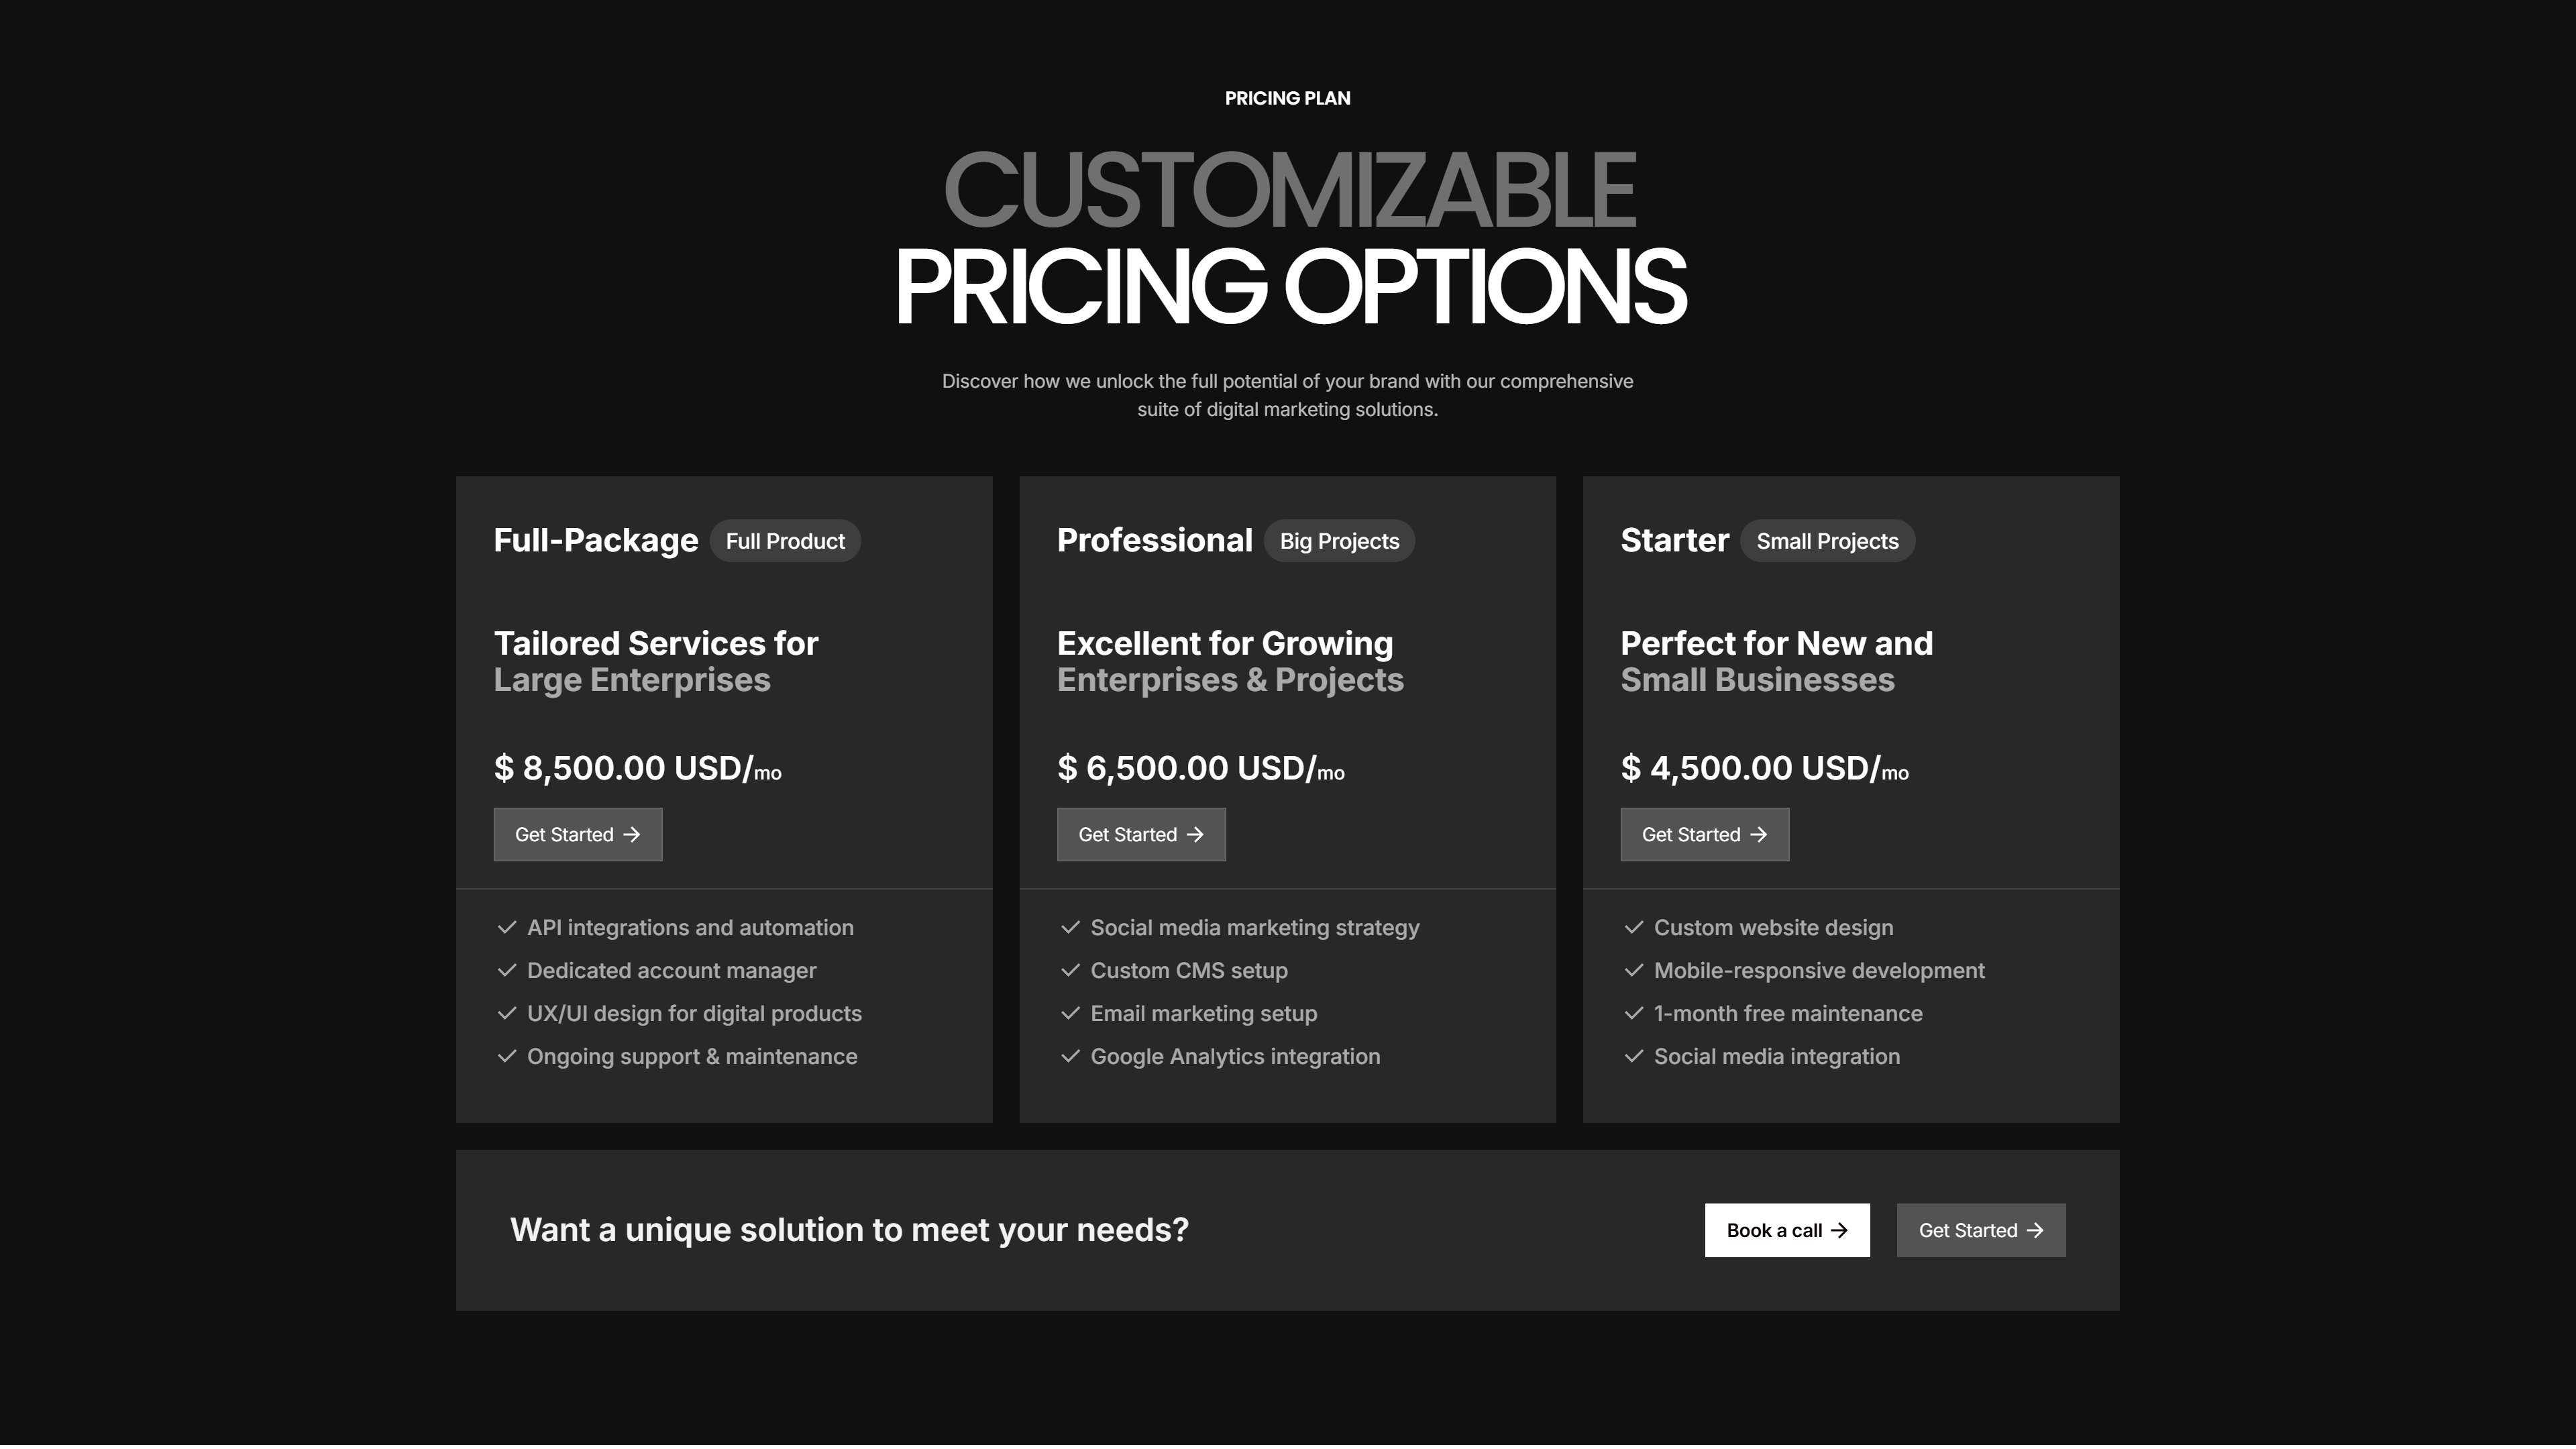 PRICING PLAN
CUSTOMIZABLE
PRICING OPTIONS
Discover how we unlock the full potential of your brand with our comprehensive
suite of digital marketing solutions.
Full-Package Full Product
Tailored Services for
Large Enterprises
$ 8,500.00 USD/mo
Get Started →
API integrations and automation
Dedicated account manager
UX/UI design for digital products
Ongoing support & maintenance
Professional Big Projects
Excellent for Growing
Enterprises & Projects
$ 6,500.00 USD/mo
Get Started →
Social media marketing strategy
Custom CMS setup
Email marketing setup
Google Analytics integration
Starter Small Projects
Perfect for New and
Small Businesses
$ 4,500.00 USD/mo
Get Started →
Custom website design
Mobile-responsive development
1-month free maintenance
Social media integration
Want a unique solution to meet your needs?
Book a call →
Get Started →